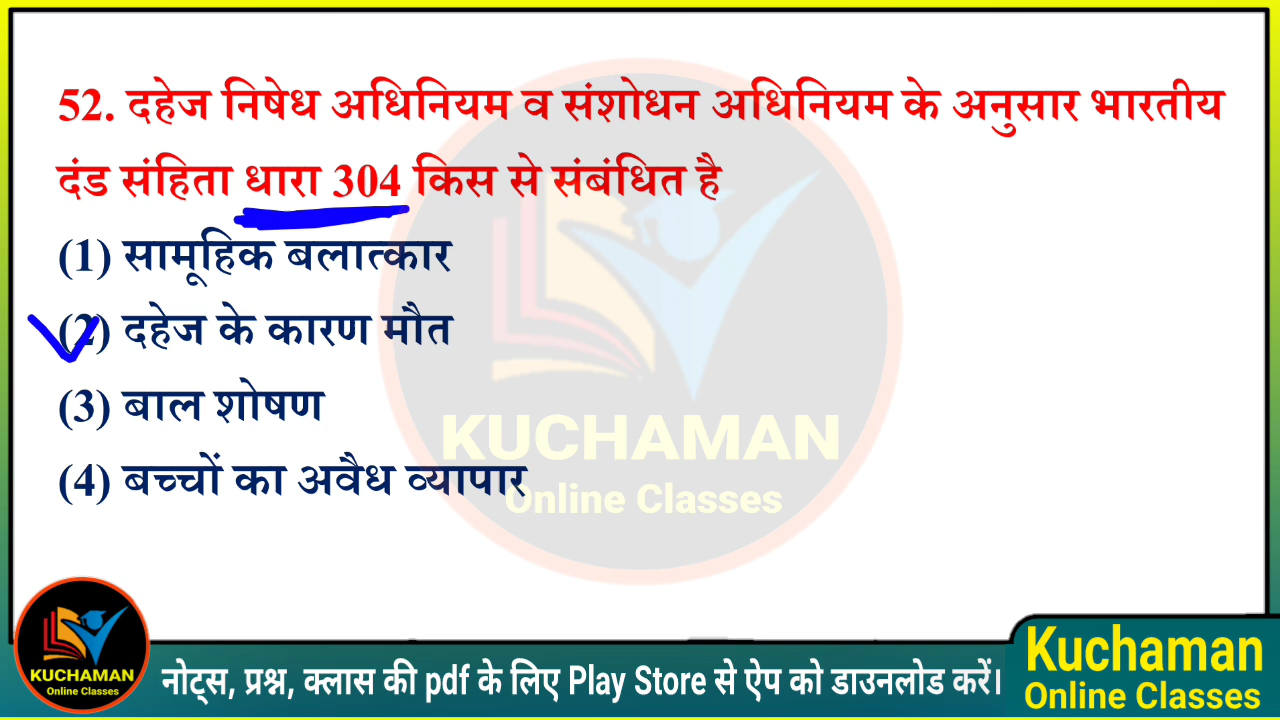 52. दहेज निषेध अधिनियम व संशोधन अधिनियम के अनुसार भारतीय
दंड संहिता धारा 304 किस से संबंधित है
(1) सामूहिक बलात्कार
(2) दहेज के कारण मौत
(3) बाल शोषण
(4) बच्चों का अवैध व्यापार
KUCHAMAN
Online Classes
KUCHAMAN
Online Classes
नोट्स, प्रश्न, क्लास की pdf के लिए Play Store से ऐप को डाउनलोड करें।
Kuchaman
Online Classes